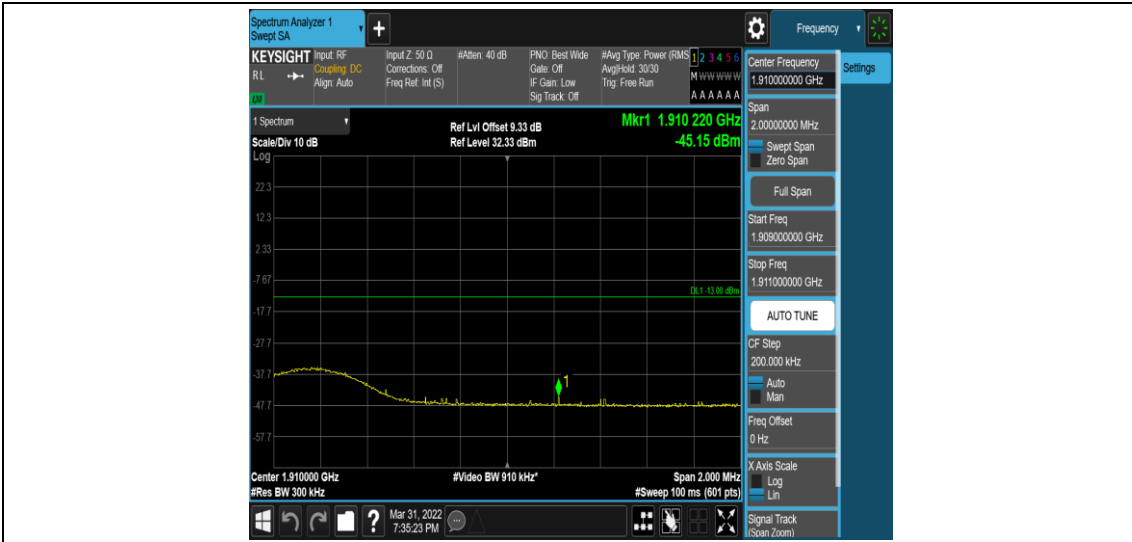 Spectrum Analyzer 1
Swept SA
+
Frequency
KEYSIGHT
RL
LXI
Input: RF
Coupling: DC
Align: Auto
Input Z: 50 Ω
Corrections: Off
Freq Ref: Int (S)
#Atten: 40 dB
PNO: Best Wide
Gate: Off
IF Gain: Low
Sig Track: Off
#Avg Type: Power (RMS
Avg|Hold: 30/30
Trig: Free Run
1 2 3 4 5 6
M W W W W W
A A A A A A
1 Spectrum
Scale/Div 10 dB
Log
Ref Lvl Offset 9.33 dB
Ref Level 32.33 dBm
Mkr1 1.910 220 GHz
-45.15 dBm
22.3
12.3
2.33
-7.67
DL1 -13.00 dBm
-17.7
-27.7
-37.7
1
-47.7
-57.7
Center 1.910000 GHz
#Res BW 300 kHz
#Video BW 910 kHz*
Span 2.000 MHz
#Sweep 100 ms (601 pts)
Center Frequency
1.910000000 GHz
Settings
Span
2.00000000 MHz
Swept Span
Zero Span
Full Span
Start Freq
1.909000000 GHz
Stop Freq
1.911000000 GHz
AUTO TUNE
CF Step
200.000 kHz
Auto
Man
Freq Offset
0 Hz
X Axis Scale
Log
Lin
Signal Track
(Span Zoom)
?
Mar 31, 2022
7:35:23 PM